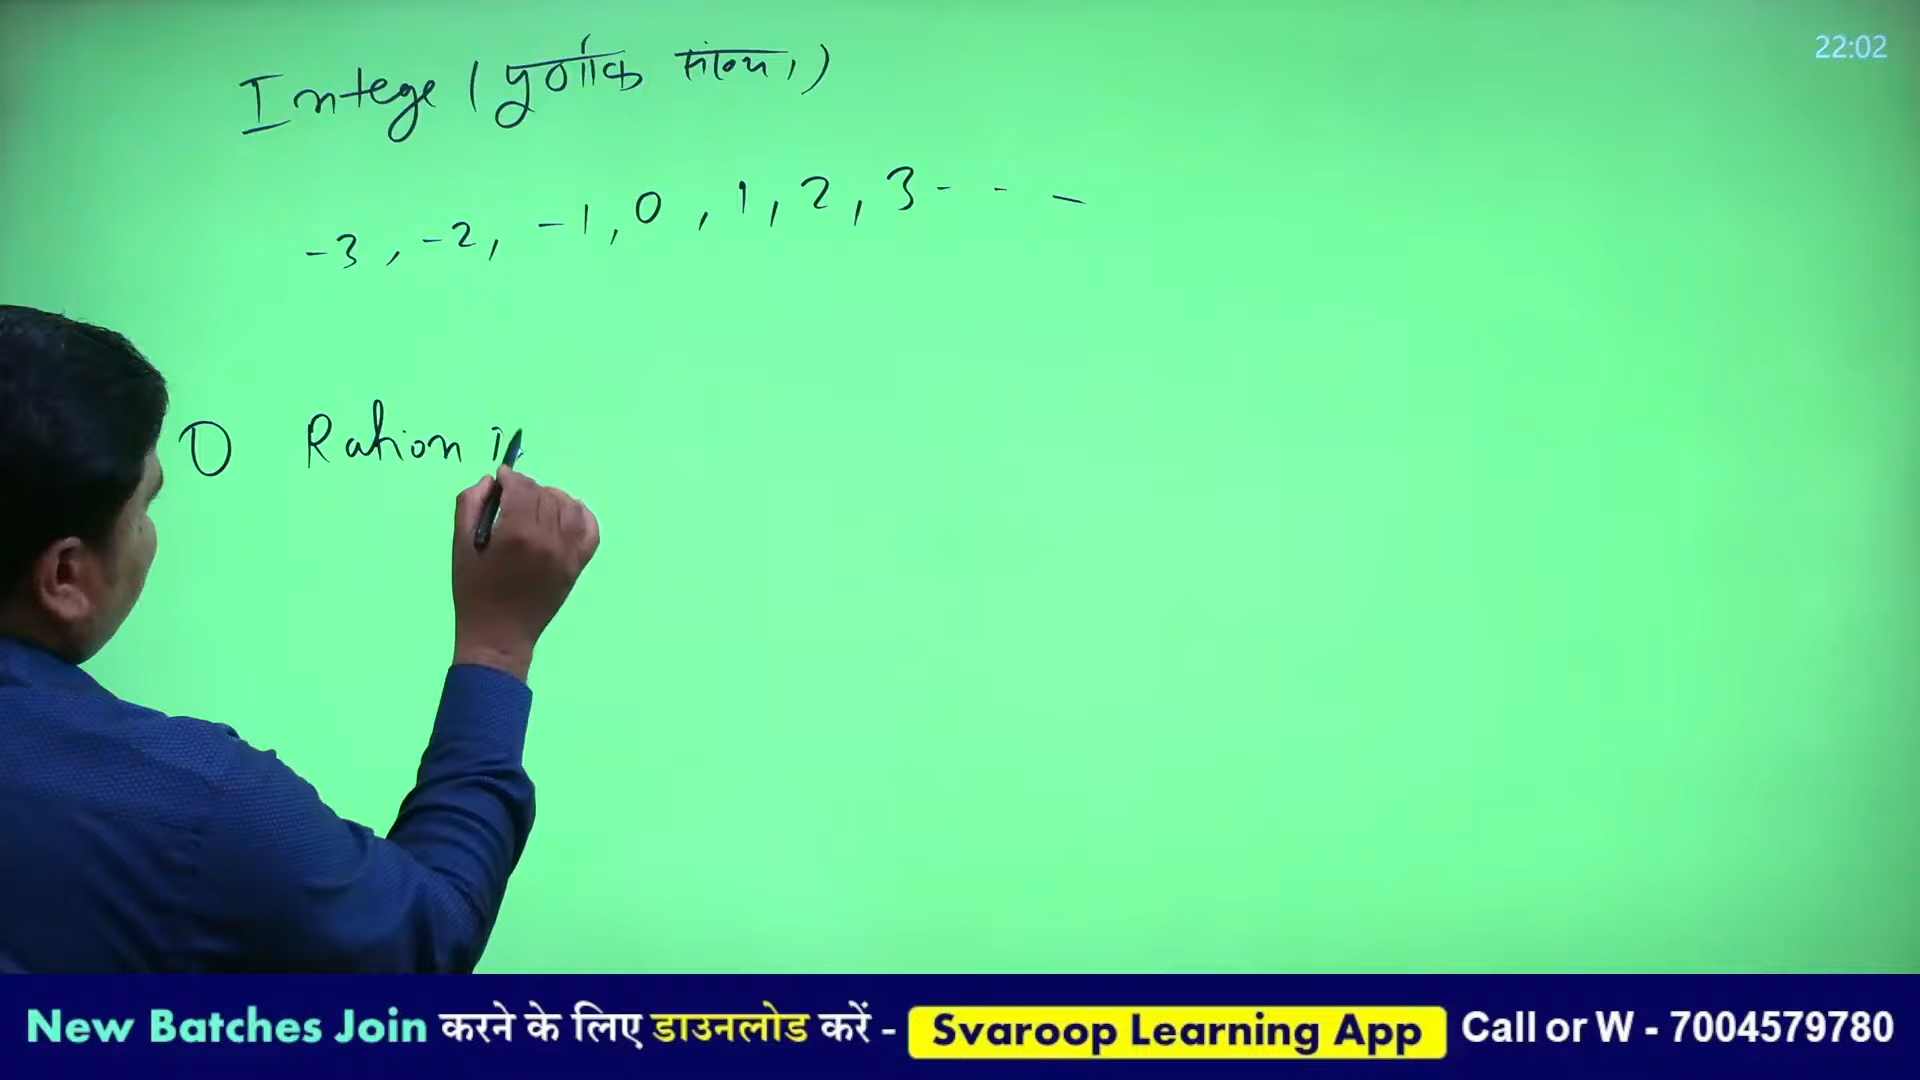 22:02
Intege (पूर्णांक संख्या)
-3, -2, -1, 0, 1, 2, 3 - - -
Ration
New Batches Join करने के लिए डाउनलोड करें - Svaroop Learning App Call or W - 7004579780